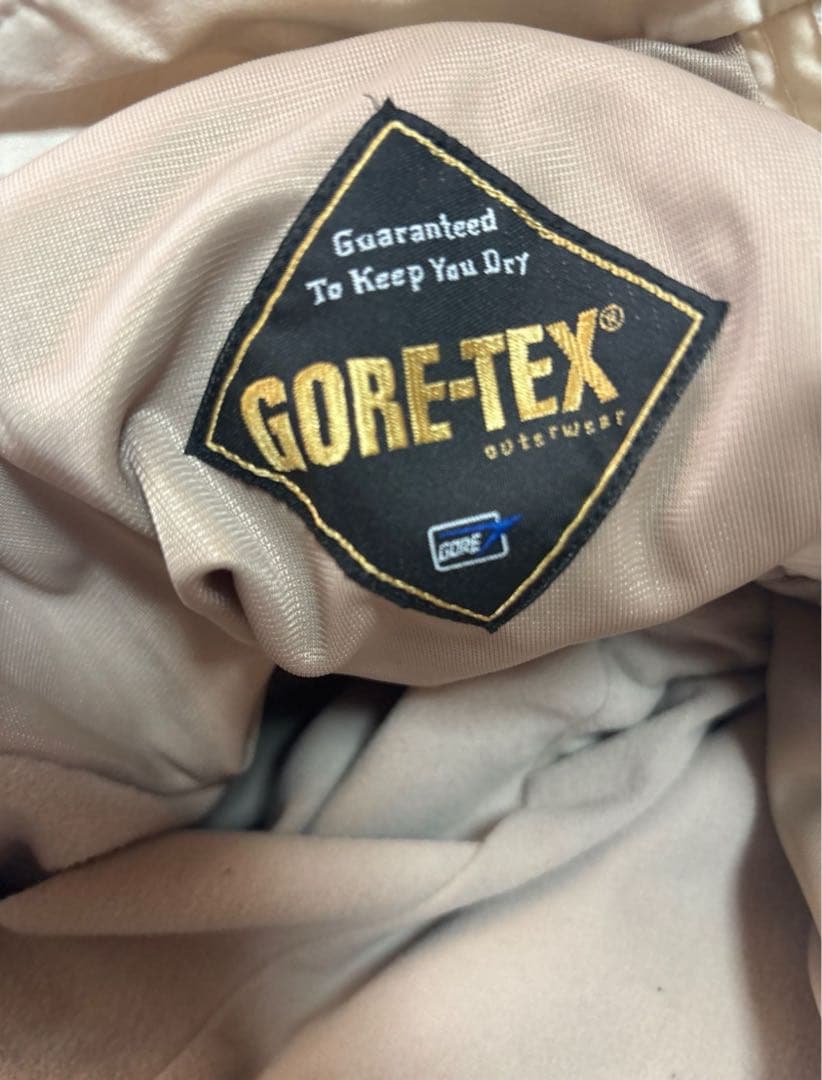 Guaranteed
To Keep You Dry
GORE-TEX®
outerwear
GORE